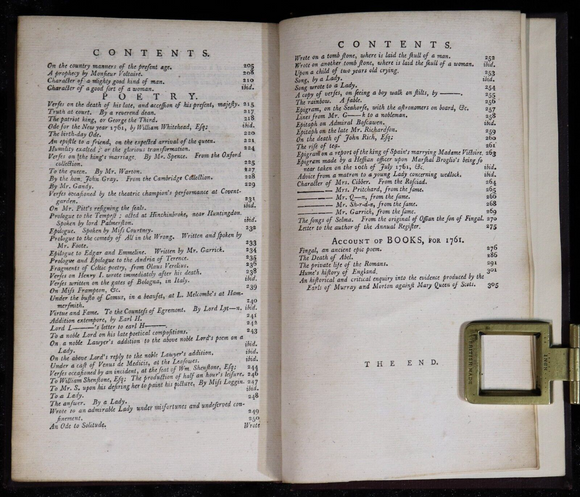 CONTENTS.
On the country manners of the present age. 205
A prophecy by Monsieur Voltaire. 208
Character of a mighty good kind of man. 210
Character of a good sort of a woman. ibid.
POETRY.
Verses on the death of his late, and accession of his present, majesty. 215
Truth at court. By a reverend dean. 217
The patriot king, or George the Third. 218
Ode for the New year 1761, by William Whitehead, Esq; ibid.
The birth-day Ode. 220
An epistle to a friend, on the expected arrival of the queen. 221
Humility exalted; or the glorious transformation. 224
Verses on the king's marriage. By Mr. Spence. From the Oxford
collection. 225
To the queen. By Mr. Warton. 227
By the hon. John Gray. From the Cambridge Collection. 228
By Mr. Gandy. 229
Verses occasioned by the theatric champion's performance at Covent-
garden. 231
On Mr. Pitt's resigning the seals. ibid.
Prologue to the Tempest; acted at Hinchinbroke, near Huntingdon.
Spoken by lord Palmerston. ibid.
Epilogue. Spoken by Miss Courtney. 232
Prologue to the comedy of All in the Wrong. Written and spoken by
Mr. Foote. 233
Epilogue to Edgar and Emmeline. Written by Mr. Garrick. 234
Prologue and Epilogue to the Andria of Terence. 235
Fragments of Celtic poetry, from Olaus Verelius. 236
Verses on Henry I. wrote immediately after his death. 238
Verses written on the gates of Bologna, in Italy. ibid.
On Miss Frampton, &c. 239
Under the busto of Comus, in a beaufet, at L. Melcombe's at Ham-
mersmith. 240
Virtue and Fame. To the Countess of Egremont. By Lord L—n, ibid.
Addition extempore, by Earl H. 241
Lord L——'s letter to earl H——. 242
To a noble Lord on his late poetical compositions. 243
On a noble Lawyer's addition to the above noble Lord's poem on a
Lady. ibid.
On the above Lord's reply to the noble Lawyer's addition. ibid.
Under a cast of Venus de Medicis, at the Leasowes. ibid.
Verses occasioned by an incident, at the seat of Wm. Shenstone, Esq; 244
To William Shenstone, Esq; The production of half an hour's leisure. 246
To Mr. S. upon his desiring her to paint his picture, By Miss Loggin. 247
To a Lady. ibid.
The answer. By a Lady. 248
Wrote to an admirable Lady under misfortunes and undeserved con-
finement. 249
An Ode to Solitude. 250
Wrote
CONTENTS.
Wrote on a tomb stone, where is laid the skull of a man. 252
Wrote on another tomb stone, where is laid the skull of a woman. ibid.
Upon a child of two years old crying. 253
Song, by a Lady. ibid.
Song wrote to a Lady. 254
A copy of verses, on seeing a boy walk on stilts, by ——. 255
The rainbow. A fable. 256
Epigram, on the Seahorse, with the astronomers on board, &c. 257
Lines from Mr. G——k to a nobleman. 258
Epitaph on Admiral Boscawen. ibid.
Epitaph on the late Mr. Richardson. 259
On the death of John Rich, Esq; 260
The rise of tea. 261
Epigram on a report of the king of Spain's marrying Madame Victoire. 263
Epigram made by a Hessian officer upon Marshal Broglio's being so
near taken on the 10th of July 1761, &c. ibid.
Advice from a matron to a young Lady concerning wedlock. ibid.
Character of Mrs. Cibber. From the Rosciad. 264
——— Mrs. Pritchard, from the same. 265
——— Mr. Q—n, from the same. 266
——— Mr. Sh-r-d-n, from the same. 268
——— Mr. Garrick, from the same. 269
The songs of Selma. From the original of Ossian the son of Fingal. 270
Letter to the author of the Annual Register. 275
ACCOUNT of BOOKS, for 1761.
Fingal, an ancient epic poem. 276
The Death of Abel. 286
The private life of the Romans. 291
Hume's history of England. 301
An historical and critical enquiry into the evidence produced by the
Earls of Murray and Morton against Mary Queen of Scots. 305
THE END.